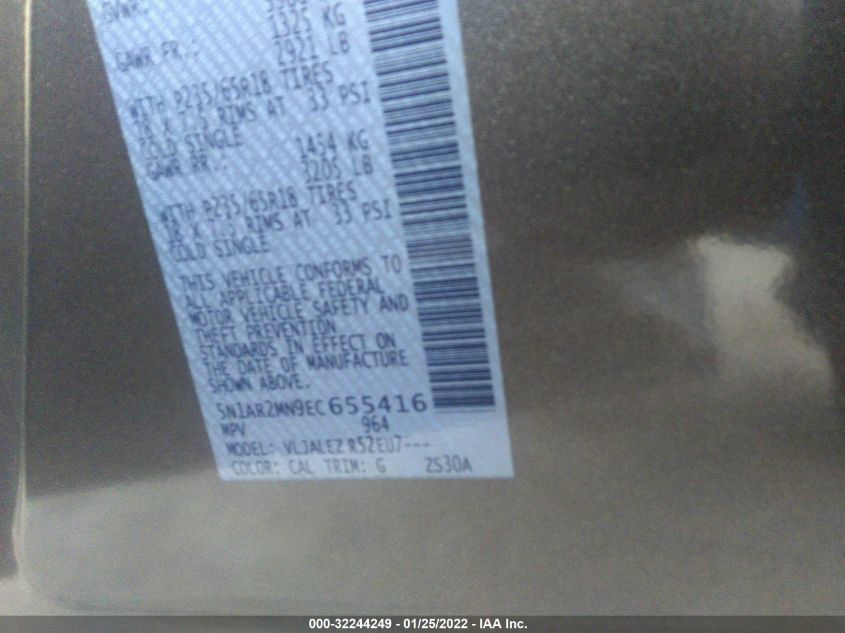 GVWR:
1325 KG
GAWR FR.: 2921 LB
WITH P235/65R18 TIRES
18 X 7.5 RIMS AT 33 PSI
COLD SINGLE
1454 KG
GAWR RR.: 3205 LB
WITH P235/65R18 TIRES
18 X 7.5 RIMS AT 33 PSI
COLD SINGLE
THIS VEHICLE CONFORMS TO
ALL APPLICABLE FEDERAL
MOTOR VEHICLE SAFETY AND
THEFT PREVENTION
STANDARDS IN EFFECT ON
THE DATE OF MANUFACTURE
SHOWN ABOVE.
5N1AR2MN9EC655416
MPV 964
MODEL: VLJALEZ R52EU7---
COLOR: CAL TRIM: G ZS30A
000-32244249 - 01/25/2022 - IAA Inc.